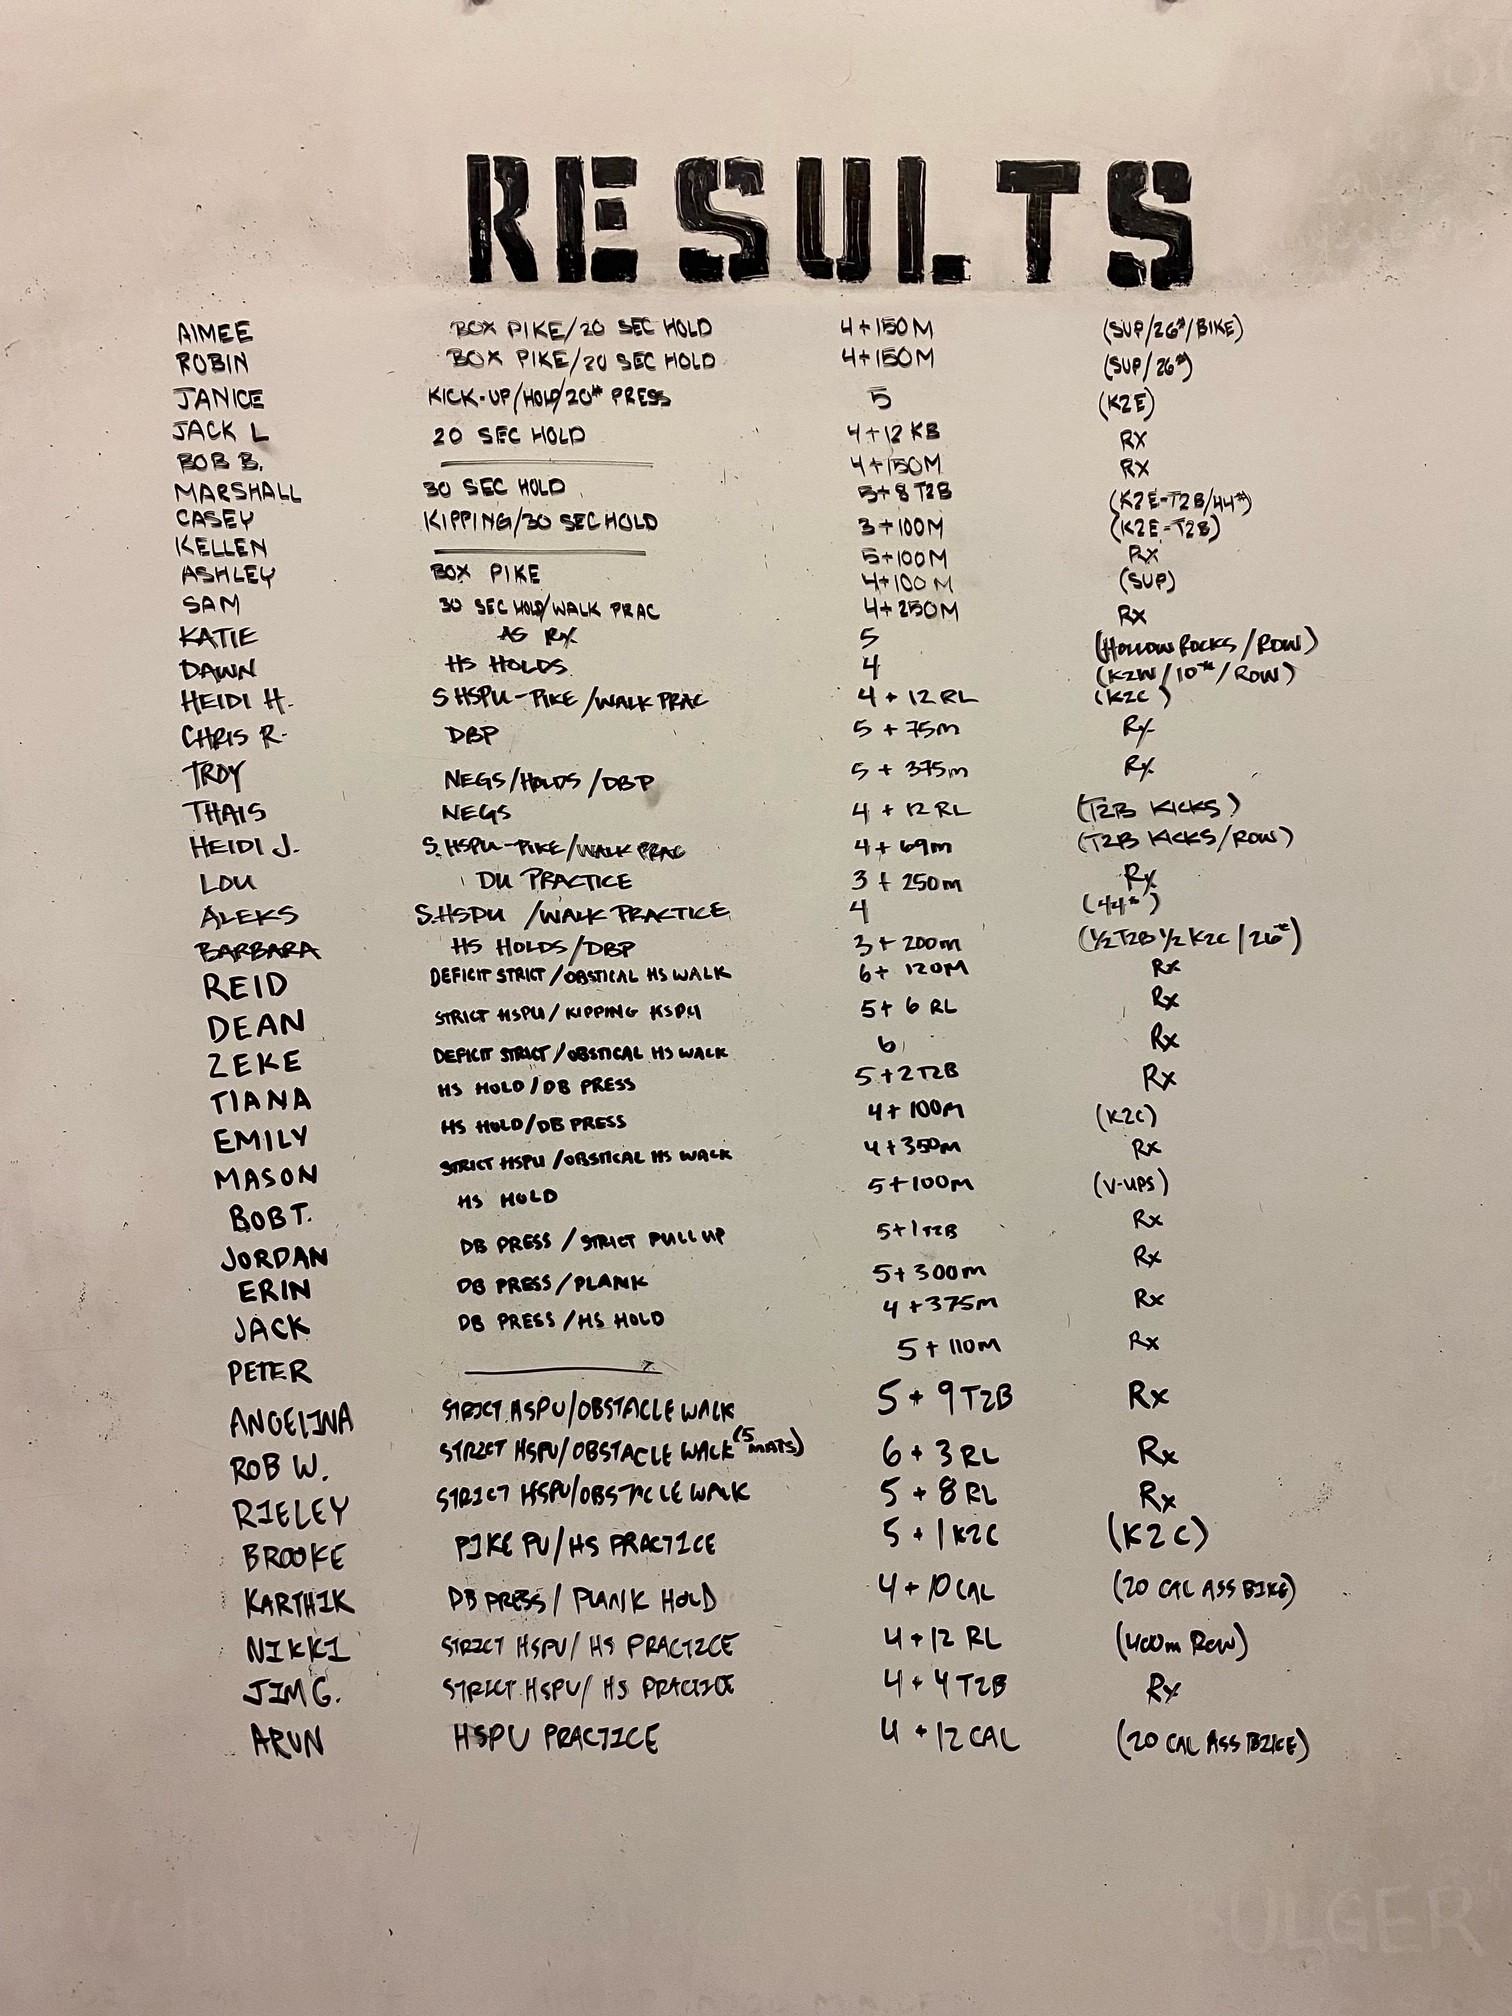 RESULTS
AIMEE BOX PIKE/20 SEC HOLD 4+150M (SUP/26#/BIKE)
ROBIN BOX PIKE/20 SEC HOLD 4+150M (SUP/26#)
JANICE KICK-UP/HOLD/20# PRESS 5 (K2E)
JACK L 20 SEC HOLD 4+12 KB RX
BOB B. 4+150M RX
MARSHALL 30 SEC HOLD 5+8 T2B (K2E-T2B/44#)
CASEY KIPPING/30 SEC HOLD 3+100M (K2E-T2B)
KELLEN 5+100M RX
ASHLEY BOX PIKE 4+100M (SUP)
SAM 30 SEC HOLD/WALK PRAC 4+250M RX
KATIE AS RX 5 (HOLLOW ROCKS/ROW)
DAWN HS HOLDS 4 (K2W/10#/ROW)
HEIDI H. S HSPU-PIKE/WALK PRAC 4 + 12 RL (K2C)
CHRIS R. DBP 5 + 75m Rx
TROY NEGS/HOLDS/DBP 5 + 375m Rx
THAIS NEGS 4 + 12 RL (T2B KICKS)
HEIDI J. S. HSPU-PIKE/WALK PRAC 4 + 69m (T2B KICKS/ROW)
LOU DU PRACTICE 3 + 250m Rx
ALEKS S.HSPU /WALK PRACTICE 4 (44#)
BARBARA HS HOLDS/DBP 3 + 200m (1/2 T2B 1/2 K2C/26#)
REID DEFICIT STRICT/OBSTICAL HS WALK 6+ 120M Rx
DEAN STRICT HSPU/KIPPING HSPU 5+ 6 RL Rx
ZEKE DEFICIT STRICT/OBSTICAL HS WALK 6 Rx
TIANA HS HOLD/DB PRESS 5+2T2B Rx
EMILY HS HOLD/DB PRESS 4+ 100M (K2C)
MASON STRICT HSPU/OBSTICAL HS WALK 4+350m Rx
BOB T. HS HOLD 5+100m (V-UPS)
JORDAN DB PRESS/STRICT PULL UP 5+1T2B Rx
ERIN DB PRESS/PLANK 5+300m Rx
JACK DB PRESS/HS HOLD 4+375m Rx
PETER 5+110m Rx
ANGELINA STRICT HSPU/OBSTACLE WALK 5 + 9T2B Rx
ROB W. STRICT HSPU/OBSTACLE WALK (5 MATS) 6 + 3 RL Rx
RIELEY STRICT HSPU/OBSTACLE WALK 5 + 8 RL Rx
BROOKE PIKE PU/HS PRACTICE 5 + 1 K2C (K2C)
KARTHIK DB PRESS/PLANK HOLD 4+10 CAL (20 CAL ASS BIKE)
NIKKI STRICT HSPU/HS PRACTICE 4+12 RL (400m ROW)
JIM G. STRICT HSPU/HS PRACTICE 4+4 T2B Rx
ARUN HSPU PRACTICE 4 + 12 CAL (20 CAL ASS BIKE)
BULGER